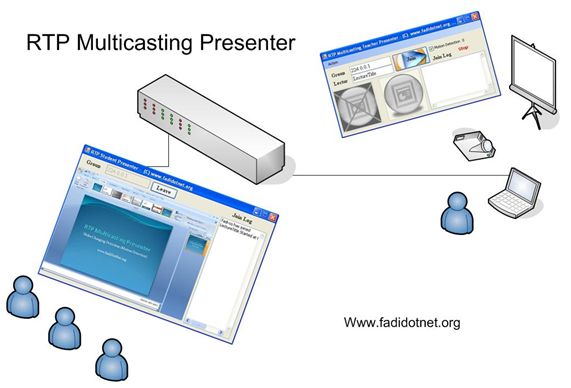 RTP Multicasting Presenter
RTP Multicasting Teacher Presenter - (C) www.fadidotnet.org
Action
Group
224.0.0.1
Join
Motion Detection
Lecture
LectureTitle
Join Log
Stop
RTP Student Presenter - (C) www.fadidotnet.org
Group
224.0.0.1
Leave
Join Log
RTP Multicasting Presenter
www.fadidotnet.org
Www.fadidotnet.org